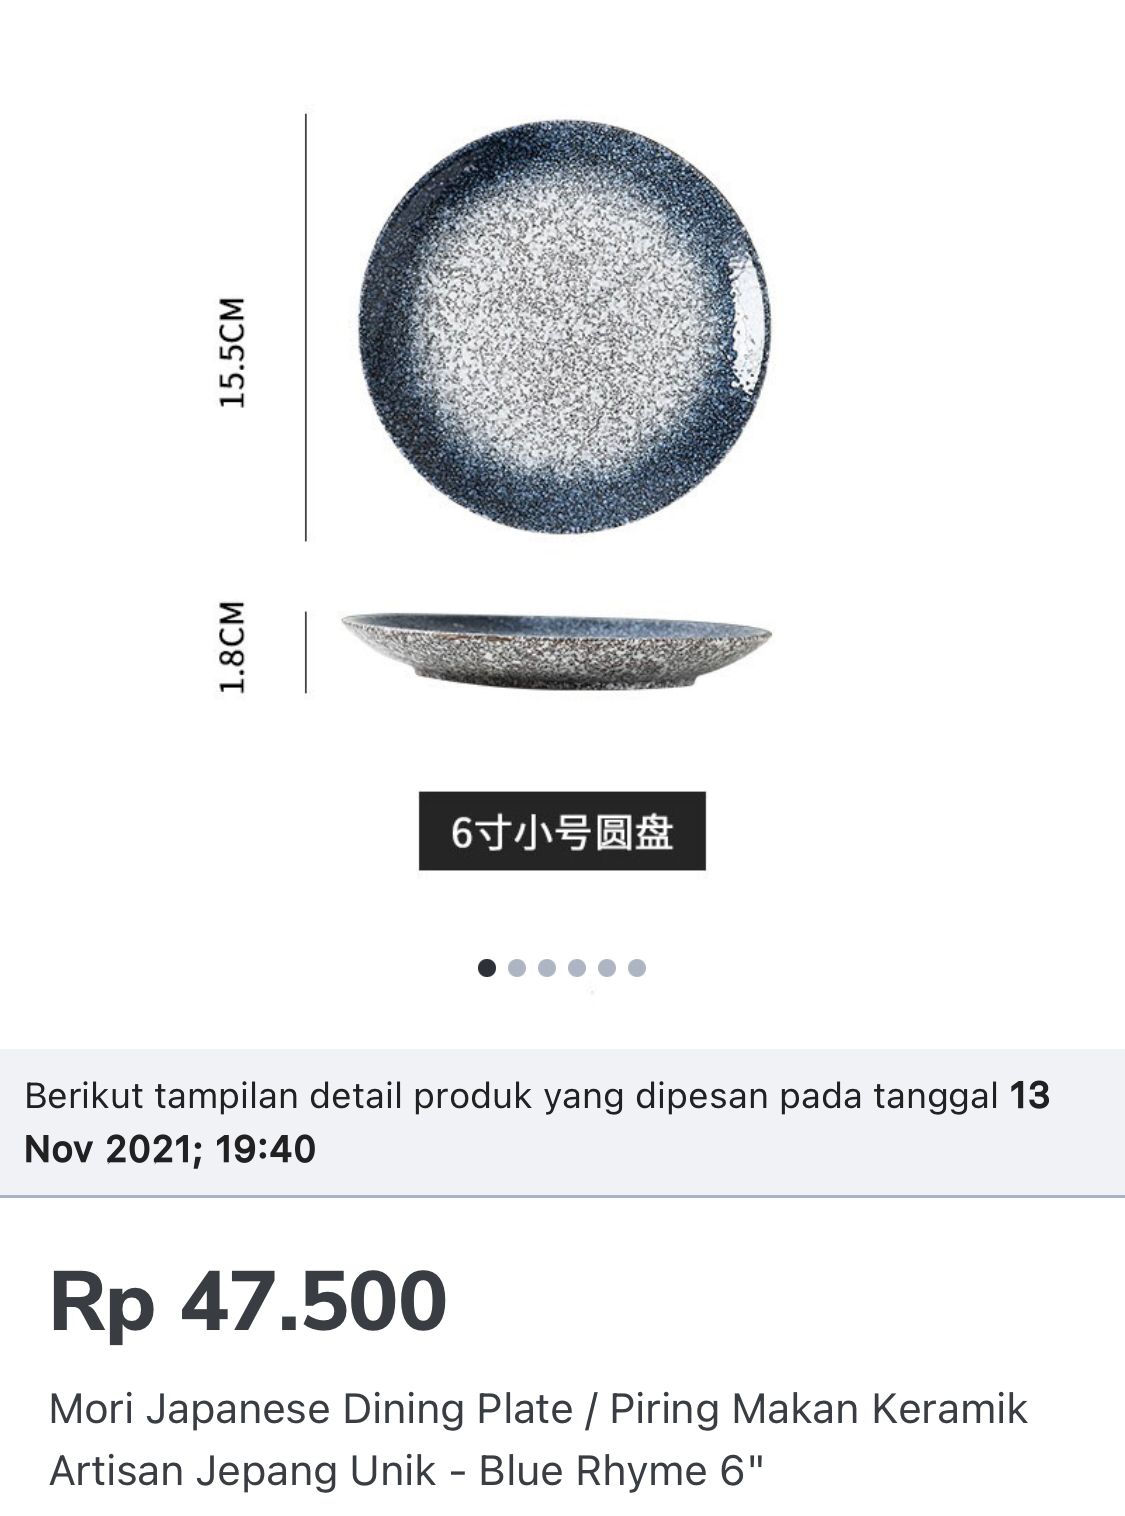 15.5CM
1.8CM
6寸小号圆盘
Berikut tampilan detail produk yang dipesan pada tanggal 13
Nov 2021; 19:40
Rp 47.500
Mori Japanese Dining Plate / Piring Makan Keramik
Artisan Jepang Unik - Blue Rhyme 6"